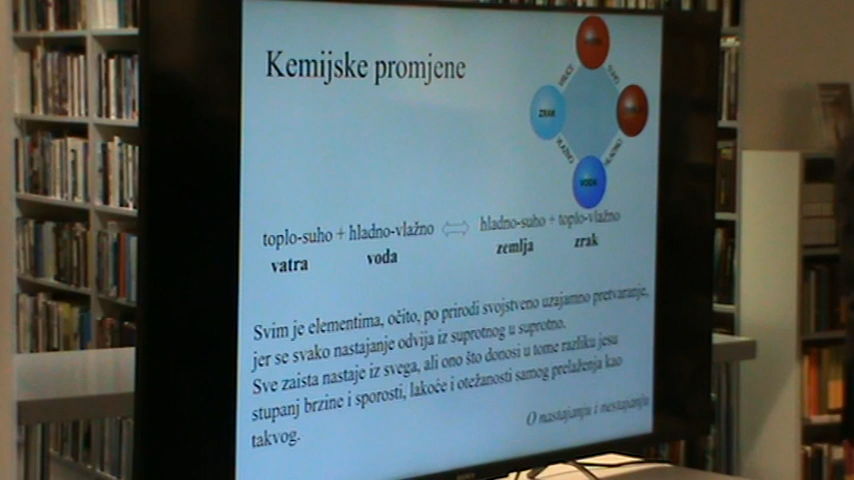 Kemijske promjene
ZRAK
VODA
toplo-suho + hladno-vlažno ⇔ hladno-suho + toplo-vlažno
vatra voda zemlja zrak
Svim je elementima, očito, po prirodi svojstveno uzajamno pretvaranje,
jer se svako nastajanje odvija iz suprotnog u suprotno.
Sve zaista nastaje iz svega, ali ono što donosi u tome razliku jesu
stupanj brzine i sporosti, lakoće i otežanosti samog prelaženja kao
takvog.
O nastajanju i nestajanju
SONY